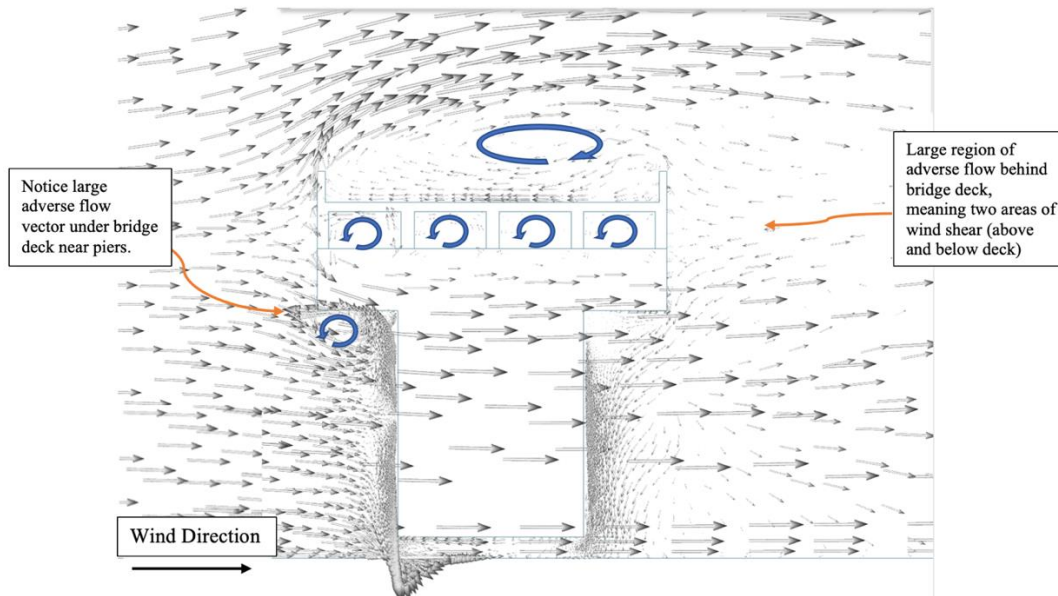 Notice large
adverse flow
vector under bridge
deck near piers.
Large region of
adverse flow behind
bridge deck,
meaning two areas of
wind shear (above
and below deck)
Wind Direction